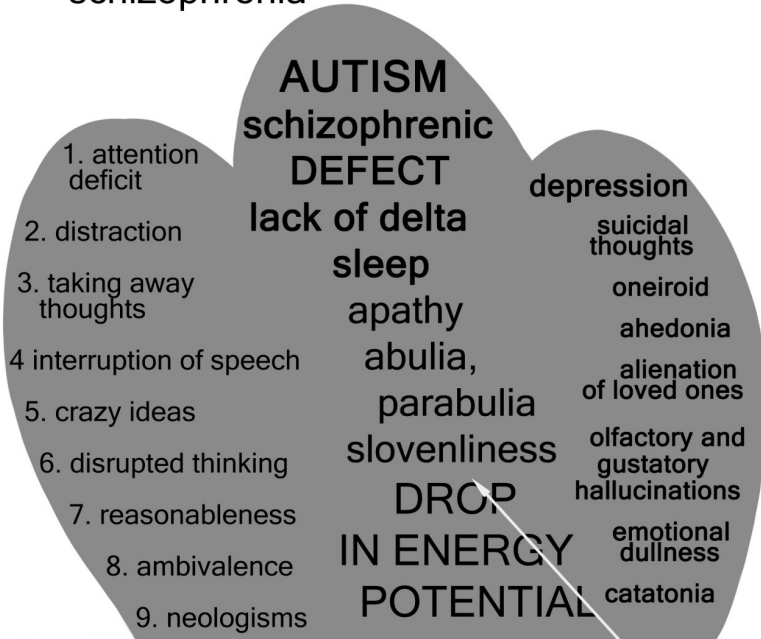 schizophrenia
AUTISM
schizophrenic
DEFECT
lack of delta
sleep
apathy
abulia,
parabulia
slovenliness
DROP
IN ENERGY
POTENTIAL
1. attention
deficit
2. distraction
3. taking away
thoughts
4 interruption of speech
5. crazy ideas
6. disrupted thinking
7. reasonableness
8. ambivalence
9. neologisms
depression
suicidal
thoughts
oneiroid
ahedonia
alienation
of loved ones
olfactory and
gustatory
hallucinations
emotional
dullness
catatonia